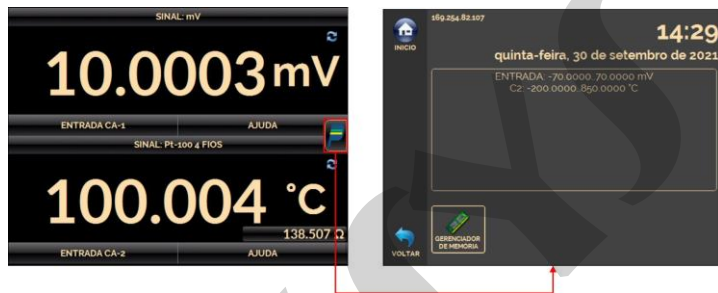 SINAL: mV
10.0003 mV
ENTRADA CA-1 AJUDA
SINAL: Pt-100 4 FIOS
100.004 °C
138.507 Ω
ENTRADA CA-2 AJUDA
INICIO
169.254.82.107
14:29
quinta-feira, 30 de setembro de 2021
ENTRADA: -70.0000..70.0000 mV
C2: -200.0000..850.0000 °C
VOLTAR
GERENCIADOR
DE MEMORIA